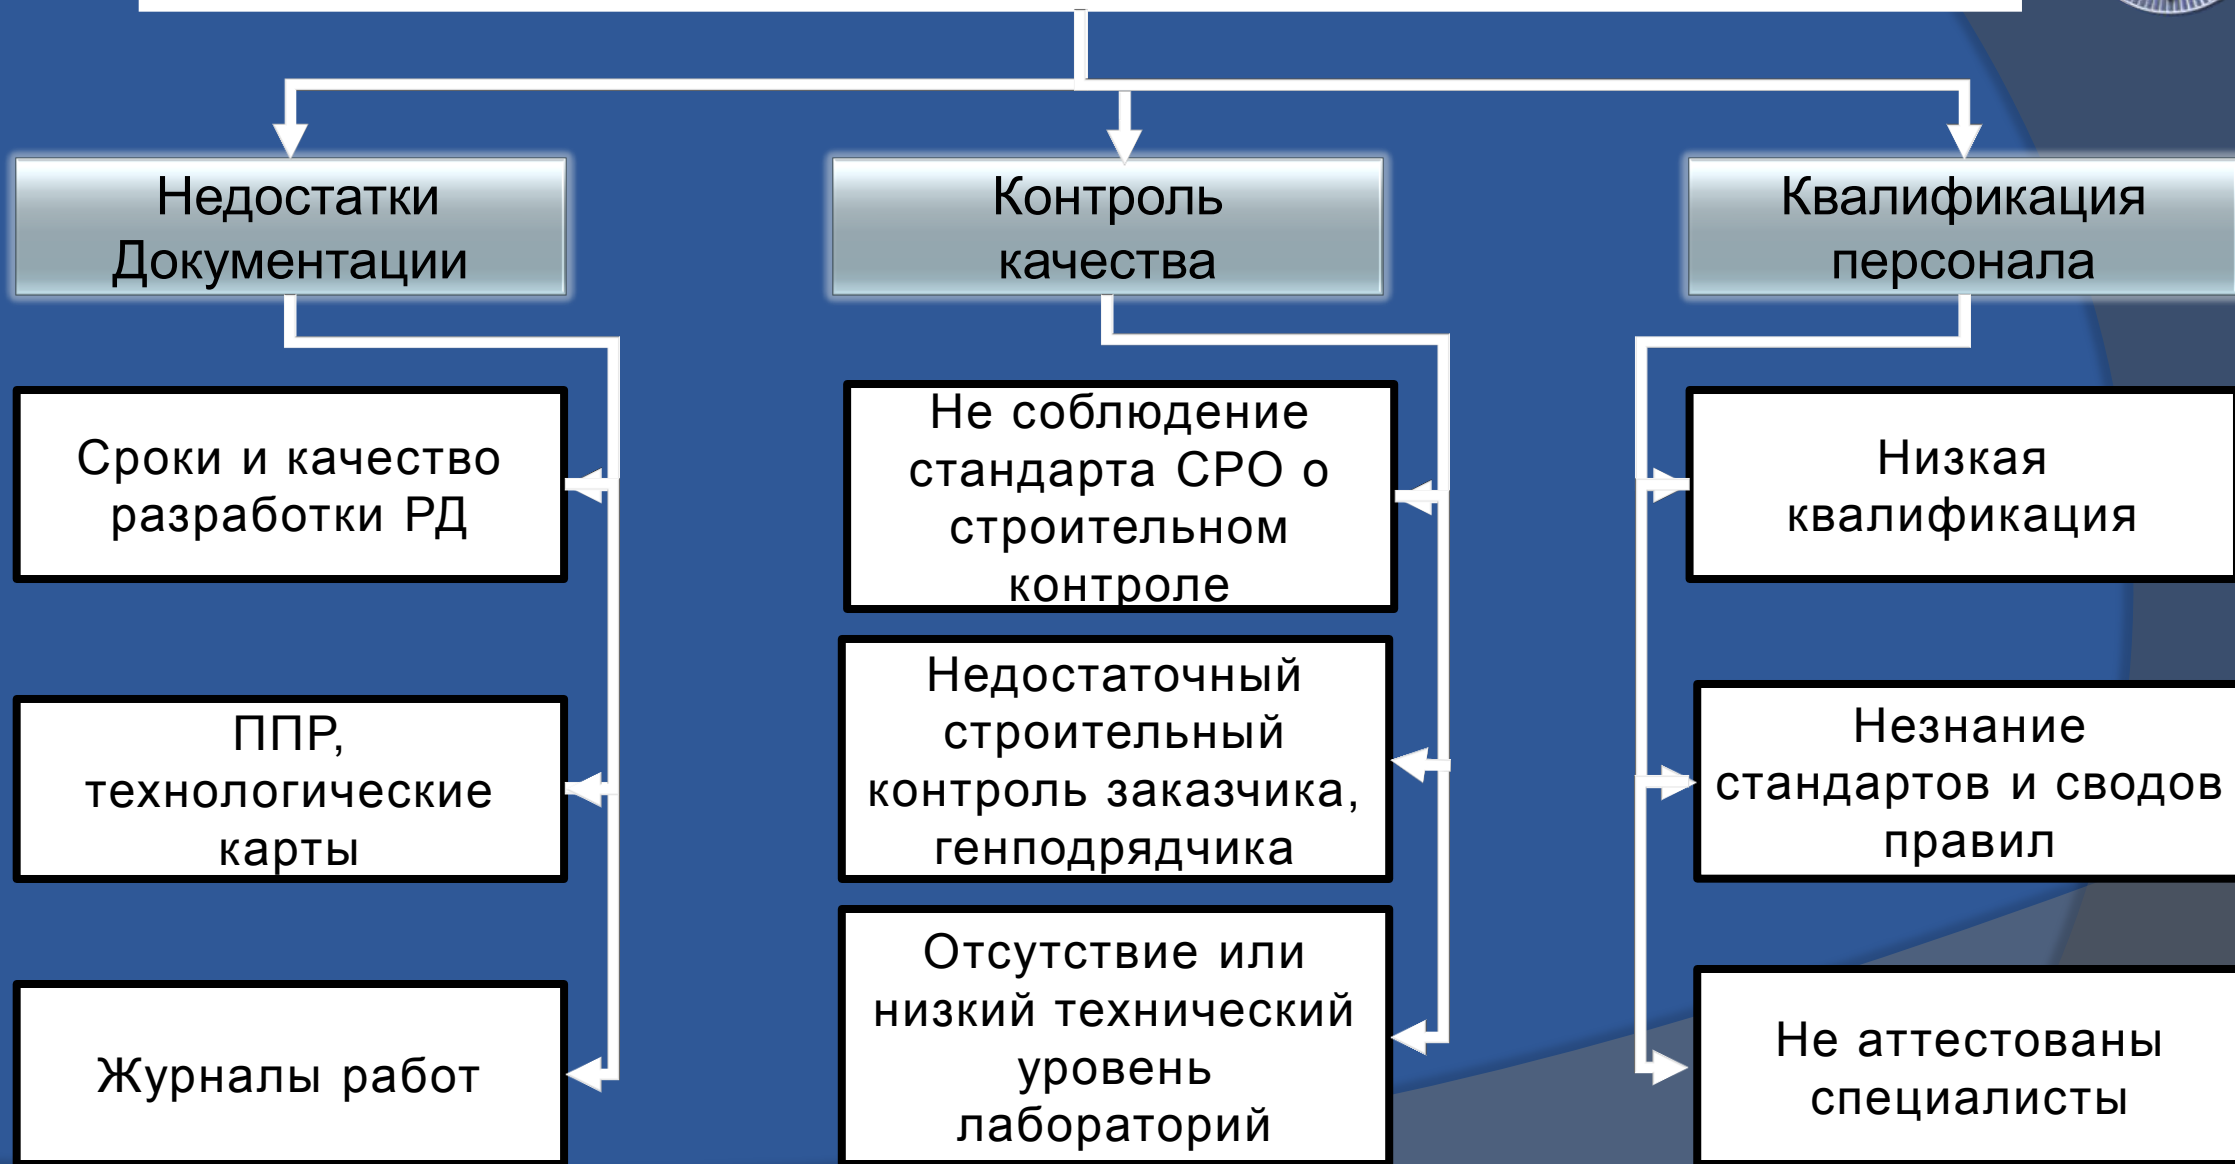 Недостатки
Документации
Сроки и качество
разработки РД
ППР,
технологические
карты
Журналы работ
Контроль
качества
Не соблюдение
стандарта СРО о
строительном
контроле
Недостаточный
строительный
контроль заказчика,
генподрядчика
Отсутствие или
низкий технический
уровень
лабораторий
Квалификация
персонала
Низкая
квалификация
Незнание
стандартов и сводов
правил
Не аттестованы
специалисты